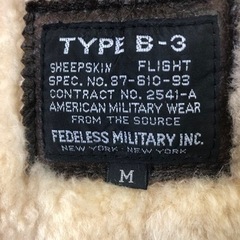 TYPE B-3
SHEEPSKIN FLIGHT
SPEC. NO. 37-610-93
CONTRACT NO. 2541-A
AMERICAN MILITARY WEAR
FROM THE SOURCE
FEDELESS MILITARY INC.
NEW YORK · NEW YORK
M